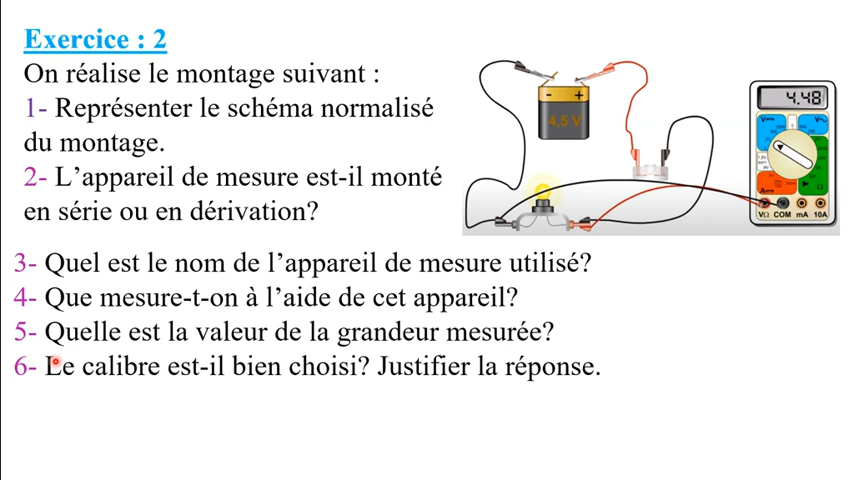 Exercice : 2
On réalise le montage suivant :
1- Représenter le schéma normalisé
du montage.
2- L’appareil de mesure est-il monté
en série ou en dérivation?
3- Quel est le nom de l’appareil de mesure utilisé?
4- Que mesure-t-on à l’aide de cet appareil?
5- Quelle est la valeur de la grandeur mesurée?
6- Le calibre est-il bien choisi? Justifier la réponse.
- +
4,5 V
4.48
VΩ COM mA 10A